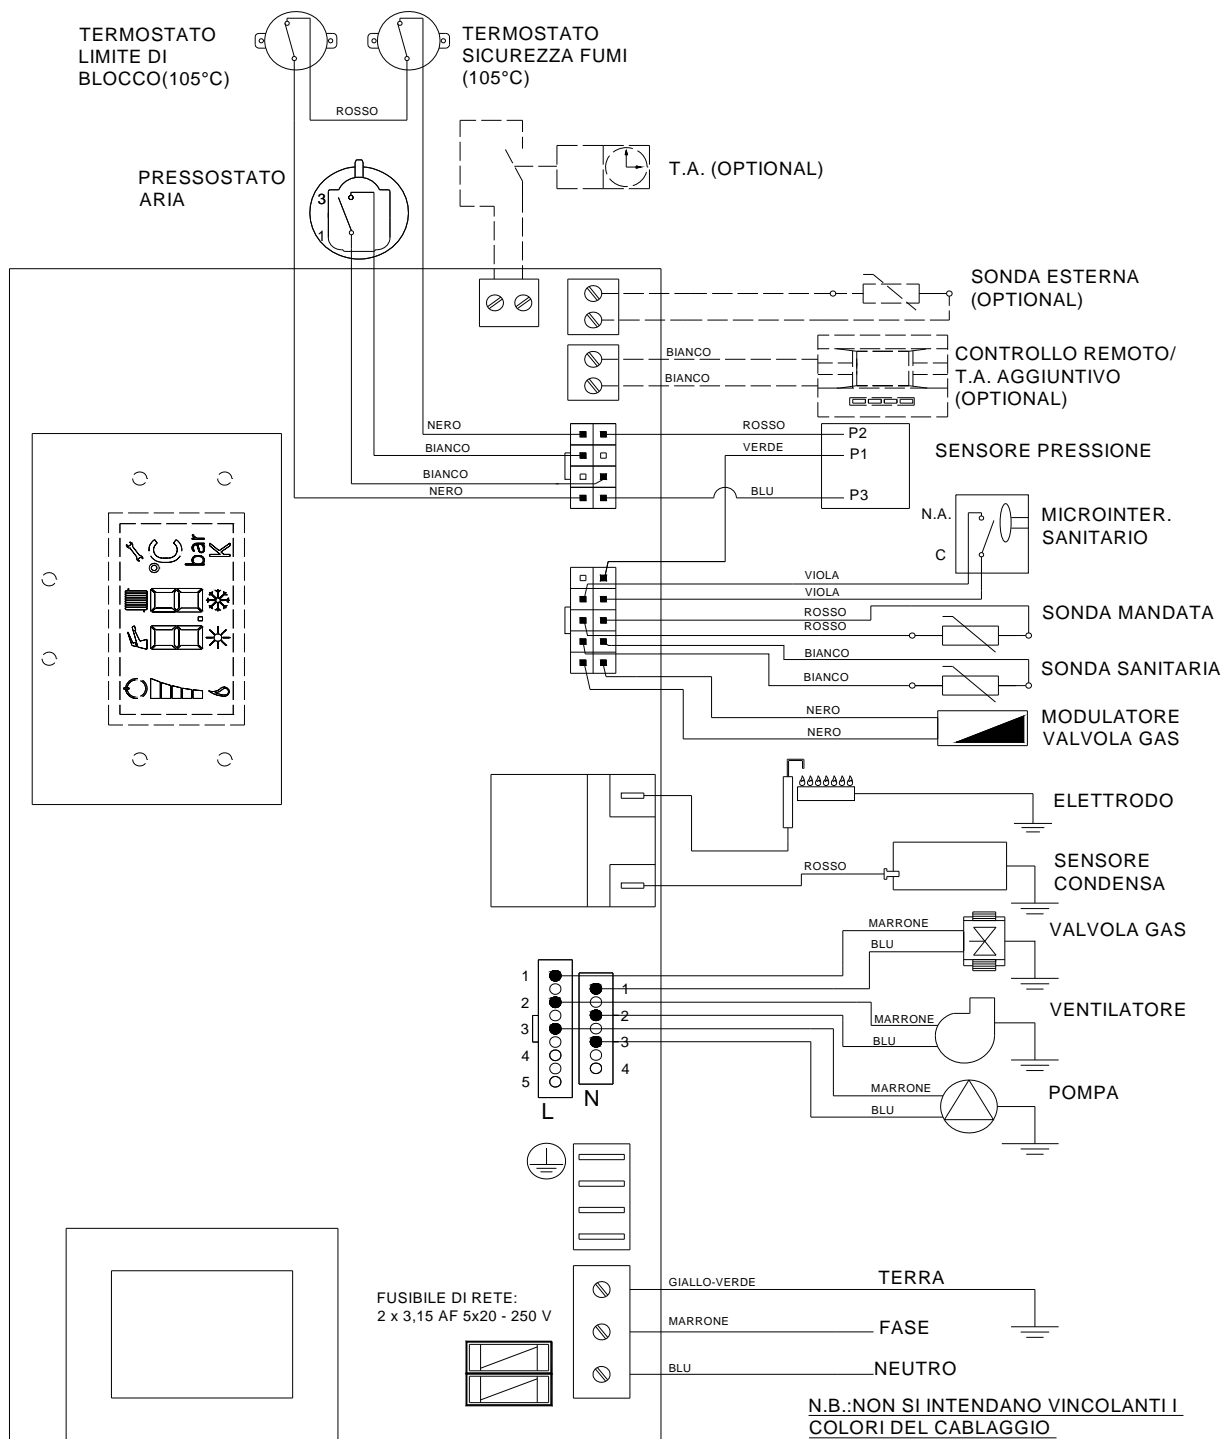 TERMOSTATO
LIMITE DI
BLOCCO(105°C)
TERMOSTATO
SICUREZZA FUMI
(105°C)
ROSSO
PRESSOSTATO
ARIA
3
1
T.A. (OPTIONAL)
SONDA ESTERNA
(OPTIONAL)
BIANCO
BIANCO
CONTROLLO REMOTO/
T.A. AGGIUNTIVO
(OPTIONAL)
NERO
BIANCO
BIANCO
NERO
ROSSO
VERDE
BLU
P2
P1
P3
SENSORE PRESSIONE
N.A.
C
MICROINTER.
SANITARIO
°C
bar
K
VIOLA
VIOLA
ROSSO
ROSSO
SONDA MANDATA
BIANCO
BIANCO
SONDA SANITARIA
NERO
NERO
MODULATORE
VALVOLA GAS
ELETTRODO
ROSSO
SENSORE
CONDENSA
MARRONE
BLU
VALVOLA GAS
1
2
3
4
5
L
1
2
3
4
N
MARRONE
BLU
VENTILATORE
MARRONE
BLU
POMPA
FUSIBILE DI RETE:
2 x 3,15 AF 5x20 - 250 V
GIALLO-VERDE
TERRA
MARRONE
FASE
BLU
NEUTRO
N.B.:NON SI INTENDANO VINCOLANTI I
COLORI DEL CABLAGGIO